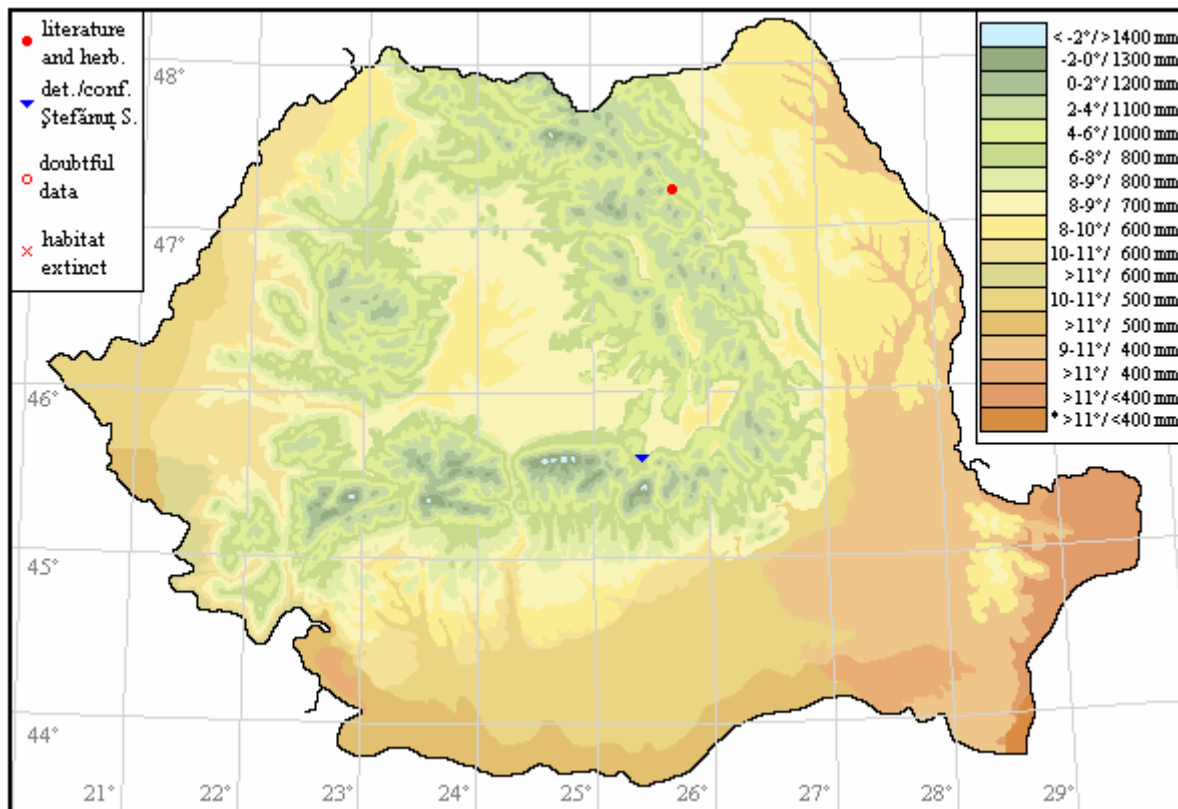 literature
and herb.
det./conf.
Ştefănuţ S.
doubtful
data
habitat
extinct
< -2°/>1400 mm
-2-0°/1300 mm
0-2°/1200 mm
2-4°/1100 mm
4-6°/1000 mm
6-8°/ 800 mm
8-9°/ 800 mm
8-9°/ 700 mm
8-10°/ 600 mm
10-11°/ 600 mm
>11°/ 600 mm
10-11°/ 500 mm
>11°/ 500 mm
9-11°/ 400 mm
>11°/ 400 mm
>11°/<400 mm
* >11°/<400 mm
48°
47°
46°
45°
44°
21°
22°
23°
24°
25°
26°
27°
28°
29°